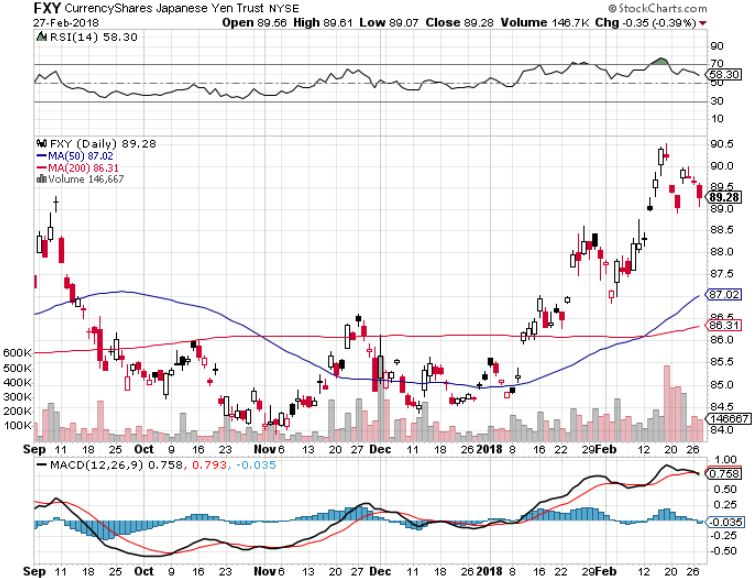 FXY CurrencyShares Japanese Yen Trust NYSE © StockCharts.com
27-Feb-2018 Open 89.56 High 89.61 Low 89.07 Close 89.28 Volume 146.7K Chg -0.35 (-0.39%)
RSI(14) 58.30
90
70
58.30
50
30
10
FXY (Daily) 89.28
MA(50) 87.02
MA(200) 86.31
Volume 146,667
90.5
90.0
89.5
89.28
89.0
88.5
88.0
87.5
87.02
86.5
86.31
86.0
85.5
85.0
84.5
84.0
600K
500K
400K
300K
200K
100K
146667
Sep 11 18 25 Oct 9 16 23 Nov 6 13 20 27 Dec 11 18 26 2018 8 16 22 29 Feb 12 20 26
MACD(12,26,9) 0.758, 0.793, -0.035
1.00
0.758
0.50
0.25
-0.035
-0.25
-0.50
Sep 11 18 25 Oct 9 16 23 Nov 6 13 20 27 Dec 11 18 26 2018 8 16 22 29 Feb 12 20 26